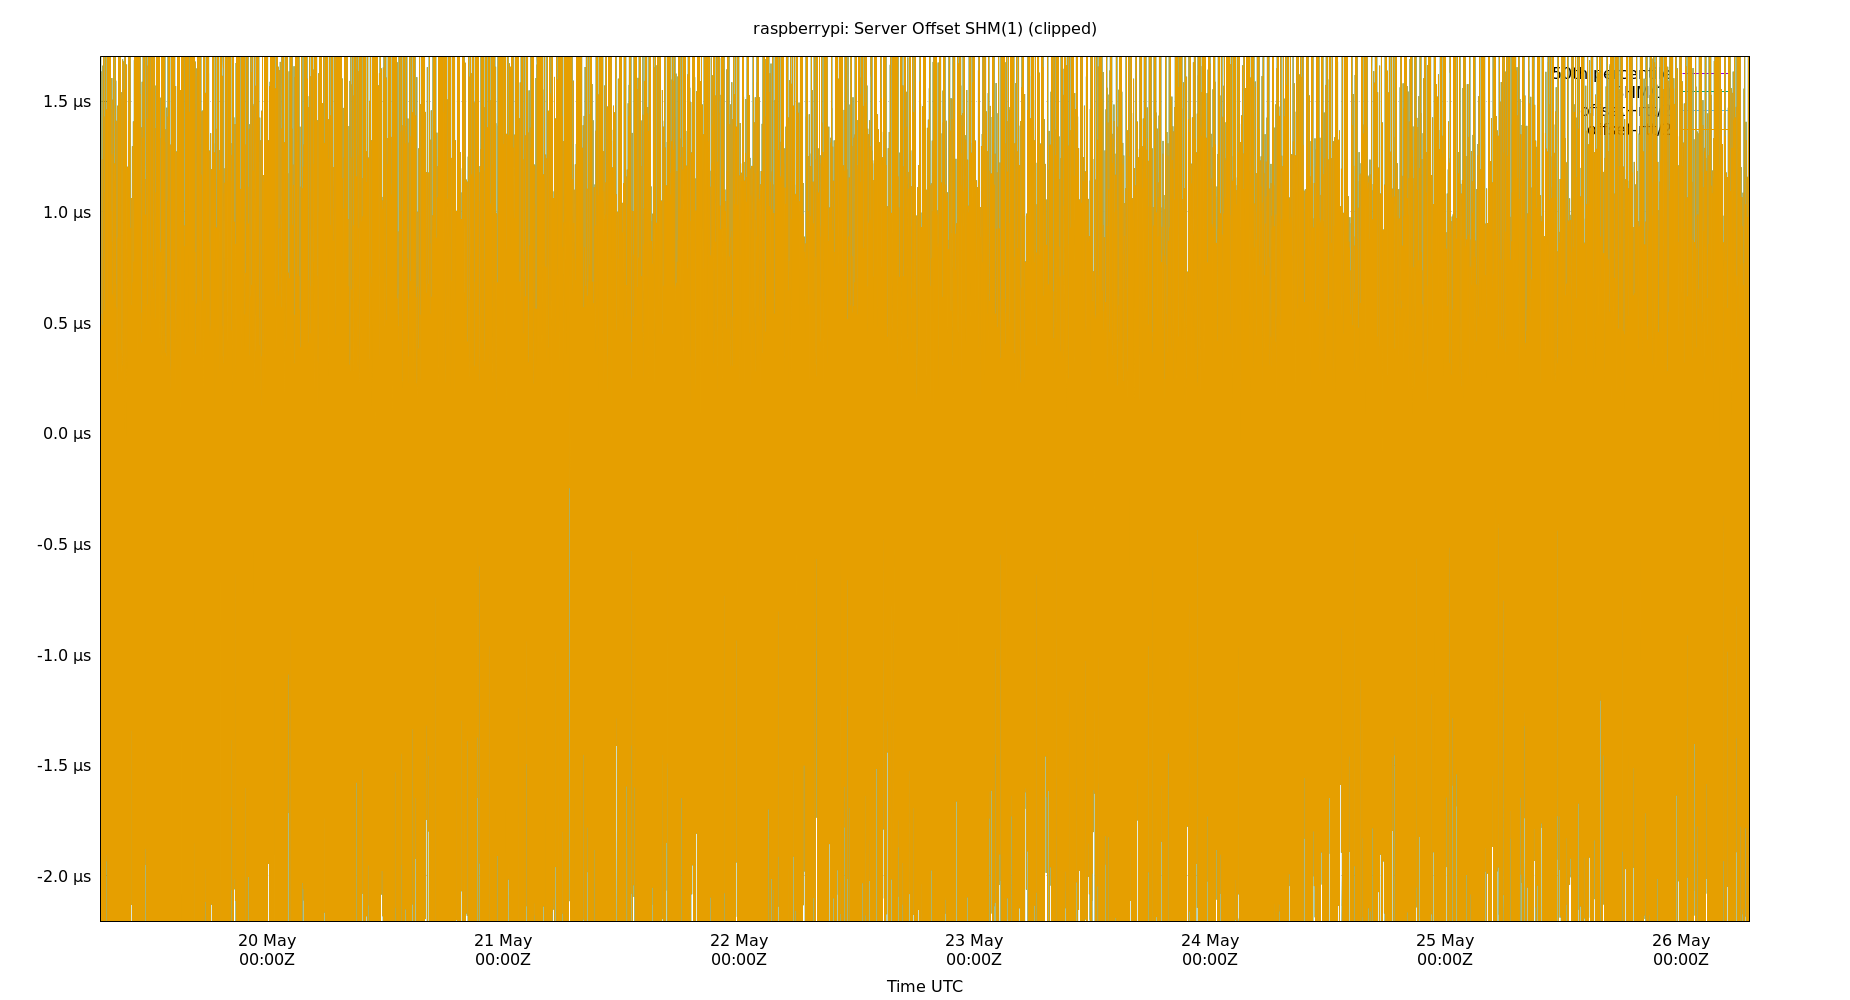 raspberrypi: Server Offset SHM(1) (clipped)
50th percentile
1.5 µs
1.0 µs
0.5 µs
0.0 µs
-0.5 µs
-1.0 µs
-1.5 µs
-2.0 µs
20 May 21 May 22 May 23 May 24 May 25 May 26 May
00:00Z 00:00Z 00:00Z 00:00Z 00:00Z 00:00Z 00:00Z
Time UTC